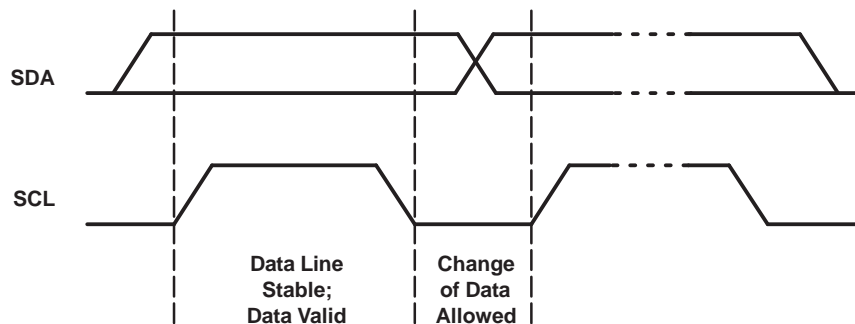 SDA
SCL
Data Line
Stable;
Data Valid
Change
of Data
Allowed